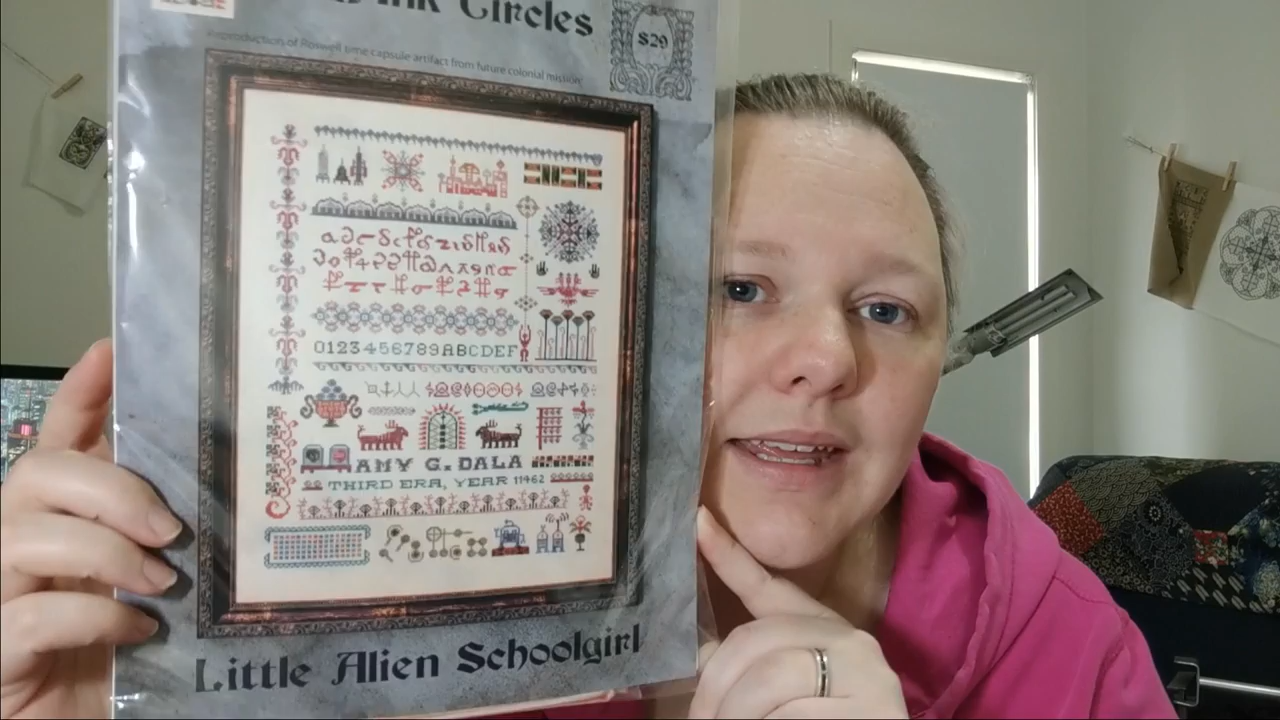 Ink Circles
$29
Reproduction of Roswell time capsule artifact from future colonial mission
0123456789ABCDEF
AMY G. DALA
THIRD ERA, YEAR 11462
Little Alien Schoolgirl